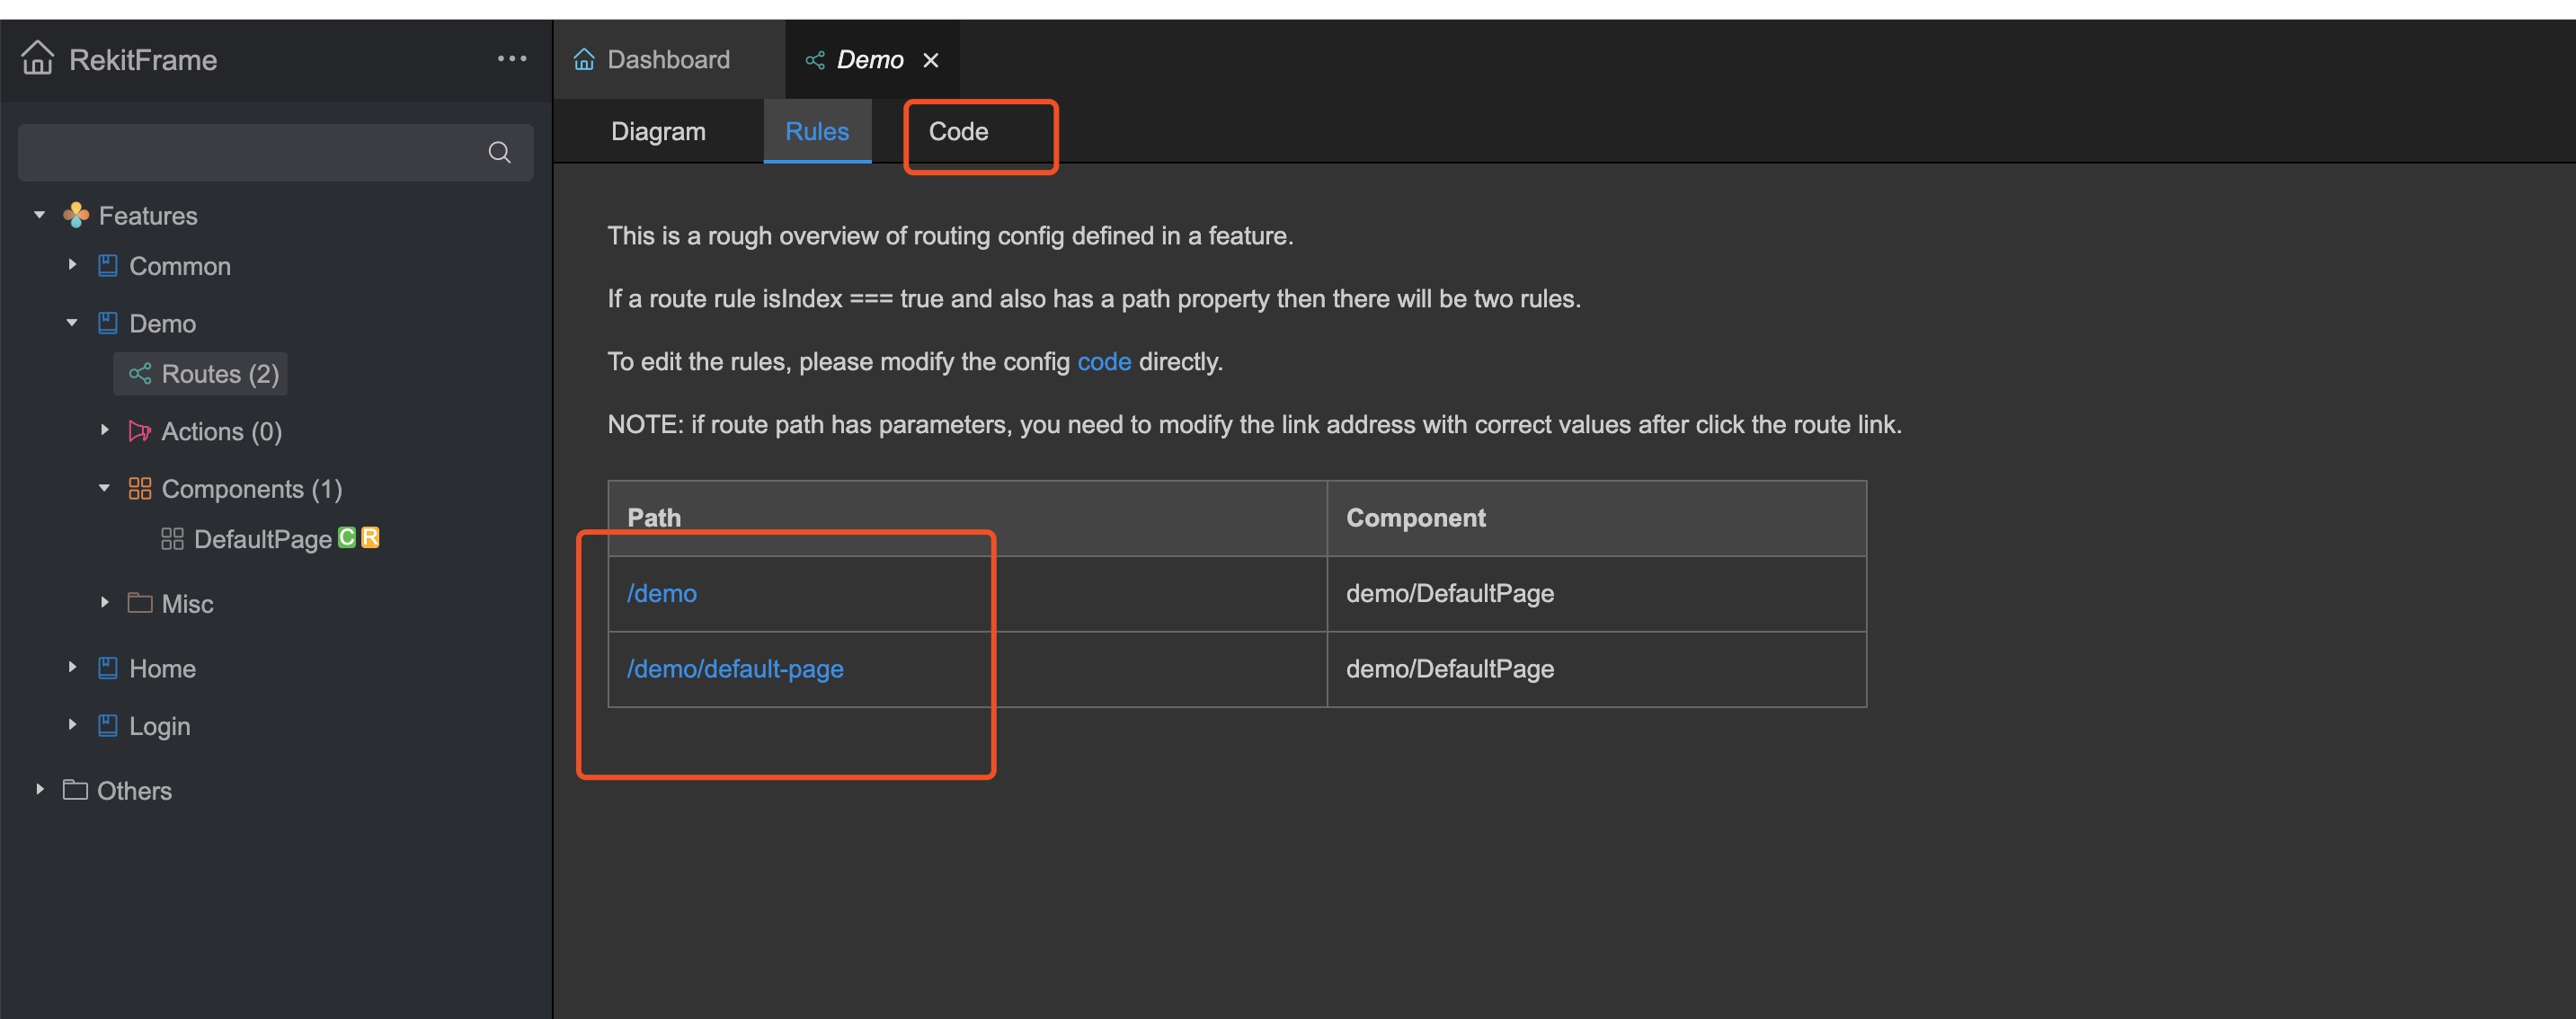 RekitFrame
Dashboard
Demo
Diagram
Rules
Code
Features
Common
Demo
Routes (2)
Actions (0)
Components (1)
DefaultPage C R
Misc
Home
Login
Others
This is a rough overview of routing config defined in a feature.
If a route rule isIndex === true and also has a path property then there will be two rules.
To edit the rules, please modify the config code directly.
NOTE: if route path has parameters, you need to modify the link address with correct values after click the route link.
Path Component
/demo demo/DefaultPage
/demo/default-page demo/DefaultPage